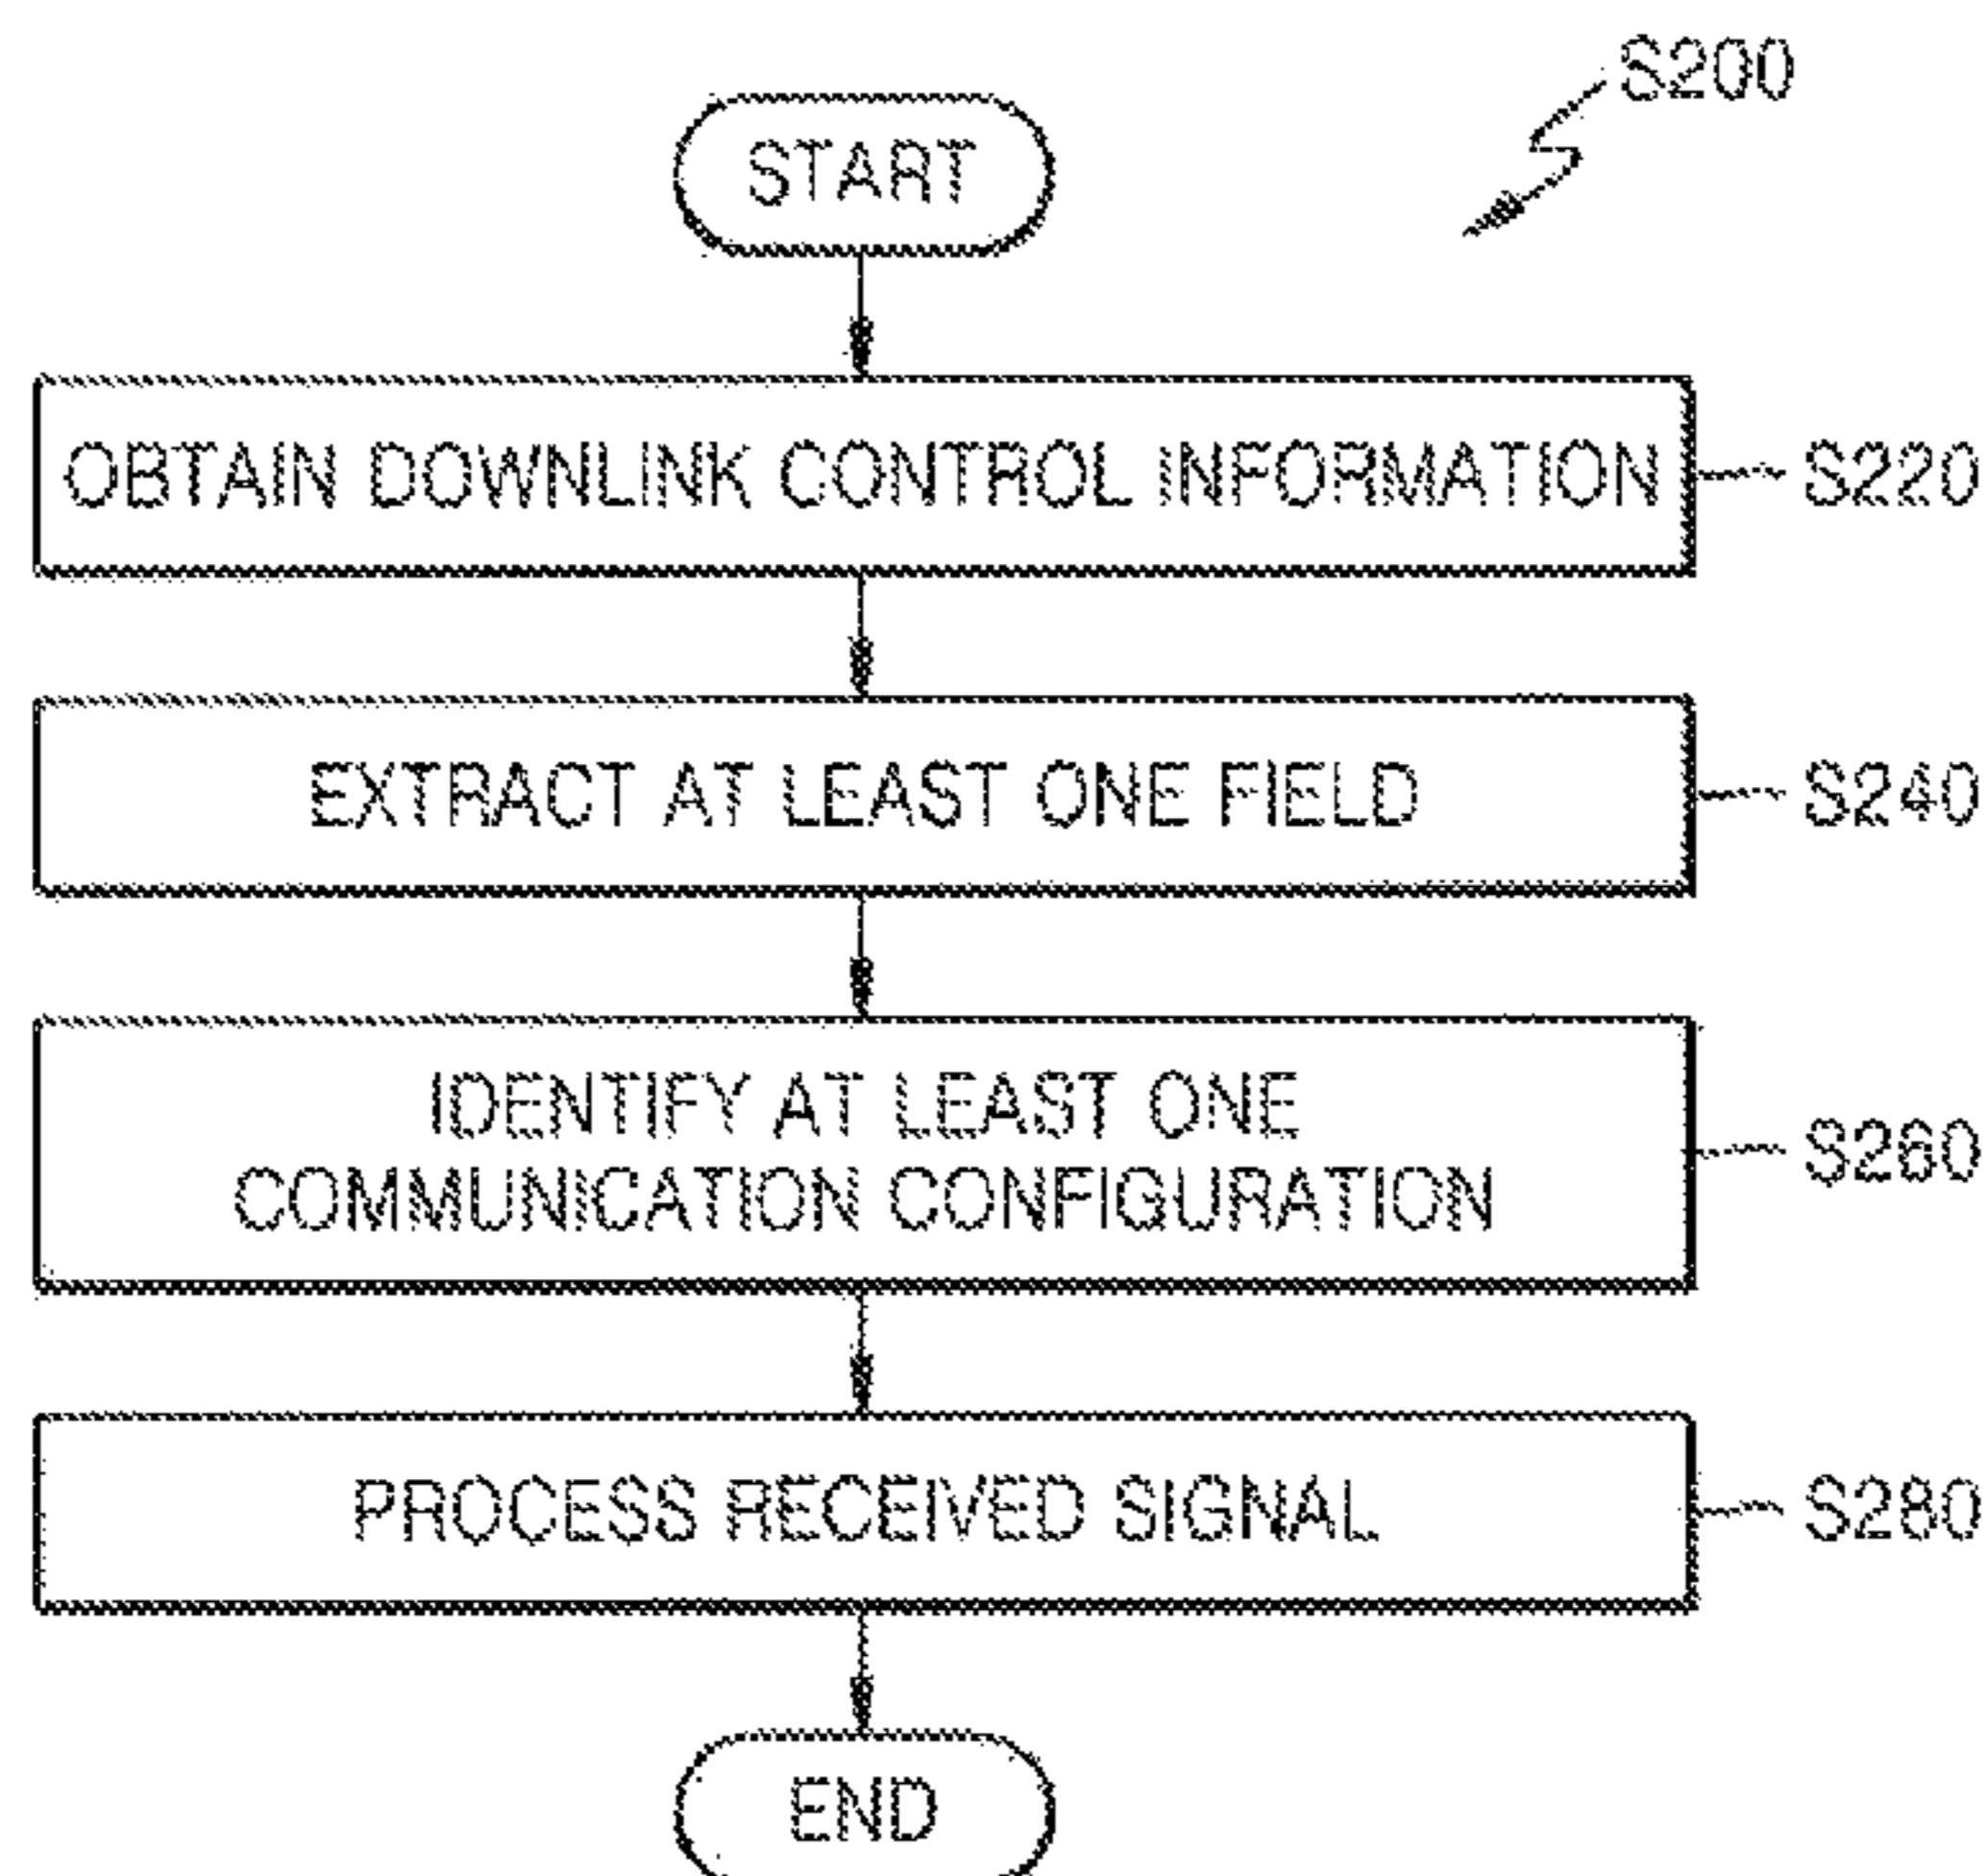 S200
START
OBTAIN DOWNLINK CONTROL INFORMATION
S220
EXTRACT AT LEAST ONE FIELD
S240
IDENTIFY AT LEAST ONE
COMMUNICATION CONFIGURATION
S260
PROCESS RECEIVED SIGNAL
S280
END